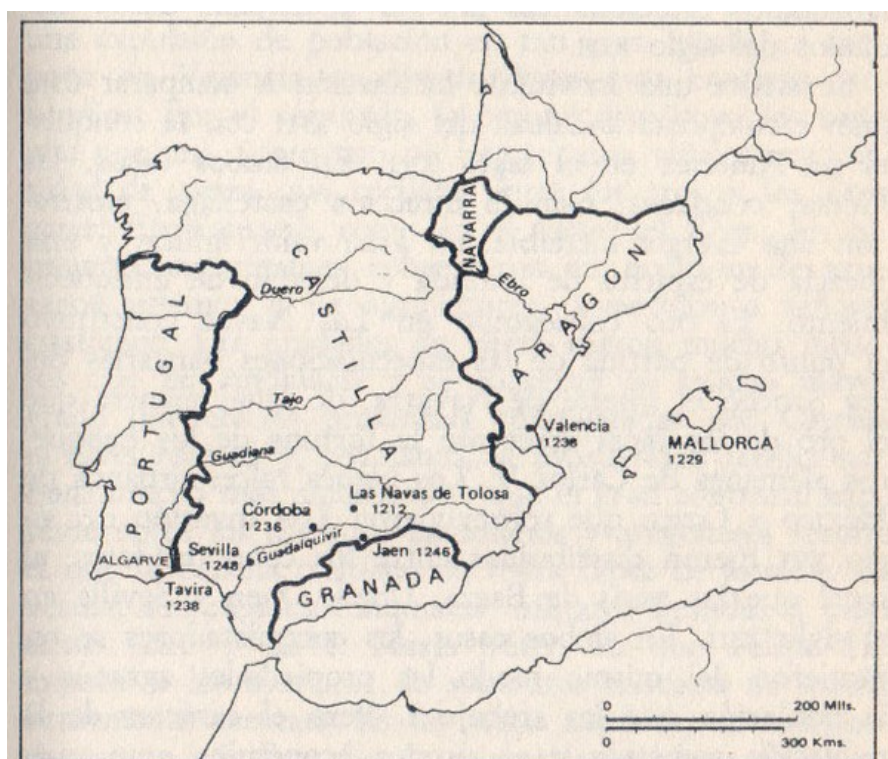 NAVARRA
CASTILLA
Duero
Ebro
ARAGON
PORTUGAL
Tajo
Valencia
1238
MALLORCA
1229
Guadiana
Las Navas de Tolosa
1212
Córdoba
1236
Guadalquivir
Sevilla
1248
Jaen 1246
ALGARVE
GRANADA
Tavira
1238
0 200 Mlls.
0 300 Kms.